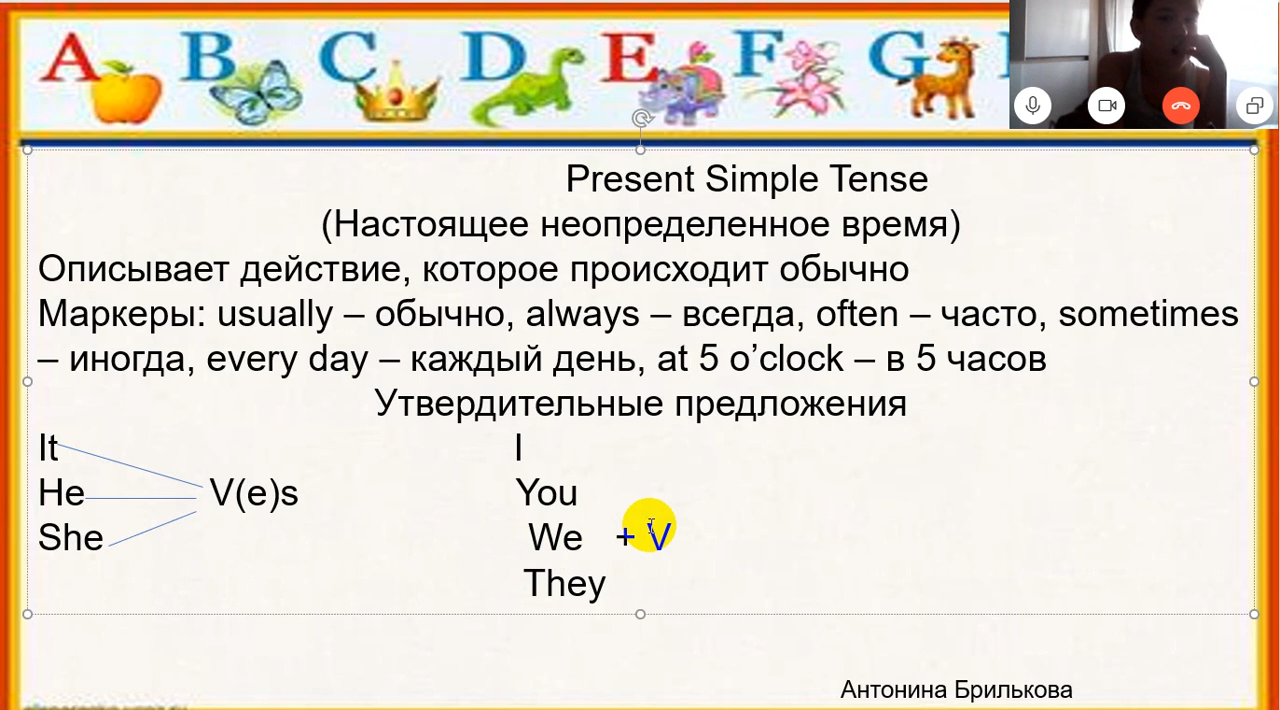 A B C D E F G
Present Simple Tense
(Настоящее неопределенное время)
Описывает действие, которое происходит обычно
Маркеры: usually – обычно, always – всегда, often – часто, sometimes
– иногда, every day – каждый день, at 5 o’clock – в 5 часов
Утвердительные предложения
It I
He V(e)s You
She We + V
They
Антонина Брилькова